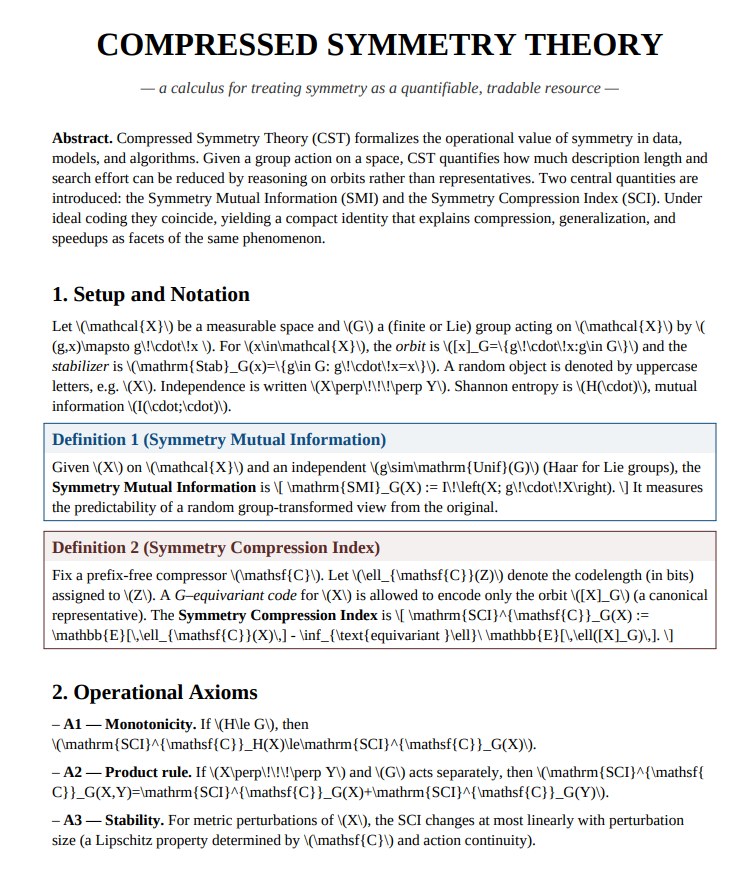 COMPRESSED SYMMETRY THEORY
— a calculus for treating symmetry as a quantifiable, tradable resource —
Abstract. Compressed Symmetry Theory (CST) formalizes the operational value of symmetry in data,
models, and algorithms. Given a group action on a space, CST quantifies how much description length and
search effort can be reduced by reasoning on orbits rather than representatives. Two central quantities are
introduced: the Symmetry Mutual Information (SMI) and the Symmetry Compression Index (SCI). Under
ideal coding they coincide, yielding a compact identity that explains compression, generalization, and
speedups as facets of the same phenomenon.
1. Setup and Notation
Let \(\mathcal{X}\) be a measurable space and \(G\) a (finite or Lie) group acting on \(\mathcal{X}\) by \(
(g,x)\mapsto g\!\cdot\!x \). For \(x\in\mathcal{X}\), the orbit is \([x]_G=\{g\!\cdot\!x:g\in G\}\) and the
stabilizer is \(\mathrm{Stab}_G(x)=\{g\in G: g\!\cdot\!x=x\}\). A random object is denoted by uppercase
letters, e.g. \(X\). Independence is written \(X\perp\!\!\!\perp Y\). Shannon entropy is \(H(\cdot)\), mutual
information \(I(\cdot;\cdot)\).
Definition 1 (Symmetry Mutual Information)
Given \(X\) on \(\mathcal{X}\) and an independent \(g\sim\mathrm{Unif}(G)\) (Haar for Lie groups), the
Symmetry Mutual Information is \[ \mathrm{SMI}_G(X) := I\!\left(X; g\!\cdot\!X\right). \] It measures
the predictability of a random group-transformed view from the original.
Definition 2 (Symmetry Compression Index)
Fix a prefix-free compressor \(\mathsf{C}\). Let \(\ell_{\mathsf{C}}(Z)\) denote the codelength (in bits)
assigned to \(Z\). A G–equivariant code for \(X\) is allowed to encode only the orbit \([X]_G\) (a canonical
representative). The Symmetry Compression Index is \[ \mathrm{SCI}^{\mathsf{C}}_G(X) :=
\mathbb{E}[\,\ell_{\mathsf{C}}(X)\,] - \inf_{\text{equivariant }\ell}\ \mathbb{E}[\,\ell([X]_G)\,]. \]
2. Operational Axioms
– A1 — Monotonicity. If \(H\le G\), then
\(\mathrm{SCI}^{\mathsf{C}}_H(X)\le\mathrm{SCI}^{\mathsf{C}}_G(X)\).
– A2 — Product rule. If \(X\perp\!\!\!\perp Y\) and \(G\) acts separately, then \(\mathrm{SCI}^{\mathsf{
C}}_G(X,Y)=\mathrm{SCI}^{\mathsf{C}}_G(X)+\mathrm{SCI}^{\mathsf{C}}_G(Y)\).
– A3 — Stability. For metric perturbations of \(X\), the SCI changes at most linearly with perturbation
size (a Lipschitz property determined by \(\mathsf{C}\) and action continuity).